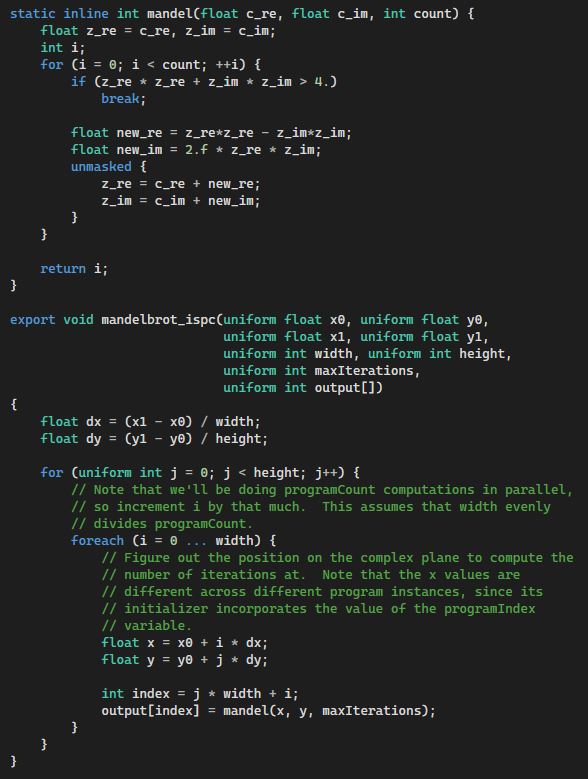 static inline int mandel(float c_re, float c_im, int count) {
    float z_re = c_re, z_im = c_im;
    int i;
    for (i = 0; i < count; ++i) {
        if (z_re * z_re + z_im * z_im > 4.)
            break;

        float new_re = z_re*z_re - z_im*z_im;
        float new_im = 2.f * z_re * z_im;
        unmasked {
            z_re = c_re + new_re;
            z_im = c_im + new_im;
        }
    }

    return i;
}

export void mandelbrot_ispc(uniform float x0, uniform float y0,
                            uniform float x1, uniform float y1,
                            uniform int width, uniform int height,
                            uniform int maxIterations,
                            uniform int output[])
{
    float dx = (x1 - x0) / width;
    float dy = (y1 - y0) / height;

    for (uniform int j = 0; j < height; j++) {
        // Note that we'll be doing programCount computations in parallel,
        // so increment i by that much.  This assumes that width evenly
        // divides programCount.
        foreach (i = 0 ... width) {
            // Figure out the position on the complex plane to compute the
            // number of iterations at.  Note that the x values are
            // different across different program instances, since its
            // initializer incorporates the value of the programIndex
            // variable.
            float x = x0 + i * dx;
            float y = y0 + j * dy;

            int index = j * width + i;
            output[index] = mandel(x, y, maxIterations);
        }
    }
}